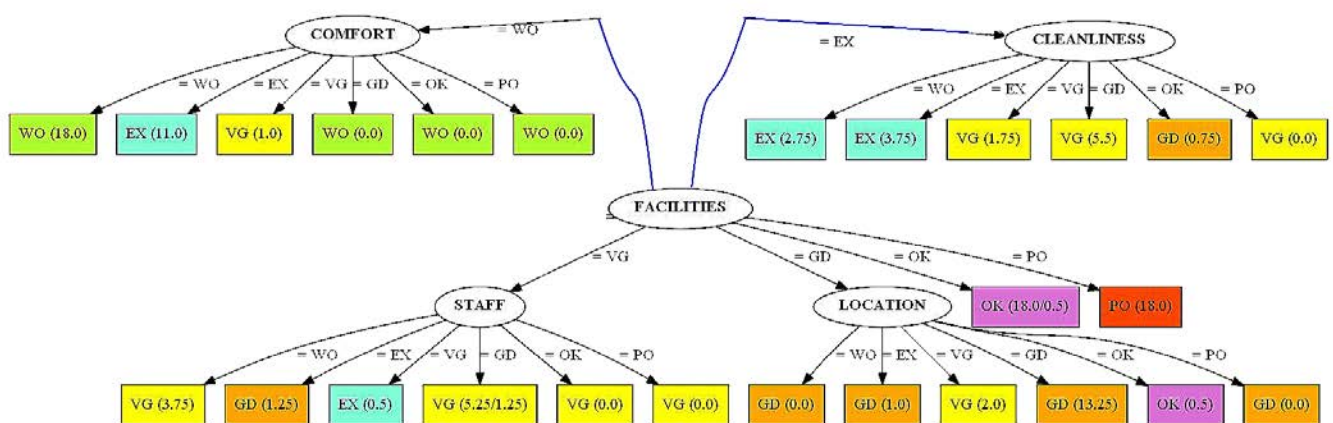 COMFORT
= WO
= EX
CLEANLINESS
= WO
= EX
= VG
= GD
= OK
= PO
= WO
= EX
= VG
= GD
= OK
= PO
WO (18.0)
EX (11.0)
VG (1.0)
WO (0.0)
WO (0.0)
WO (0.0)
EX (2.75)
EX (3.75)
VG (1.75)
VG (5.5)
GD (0.75)
VG (0.0)
FACILITIES
=
= VG
= GD
= OK
= PO
STAFF
LOCATION
OK (18.0/0.5)
PO (18.0)
= WO
= EX
= VG
= GD
= OK
= PO
= WO
= EX
= VG
= GD
= OK
= PO
VG (3.75)
GD (1.25)
EX (0.5)
VG (5.25/1.25)
VG (0.0)
VG (0.0)
GD (0.0)
GD (1.0)
VG (2.0)
GD (13.25)
OK (0.5)
GD (0.0)